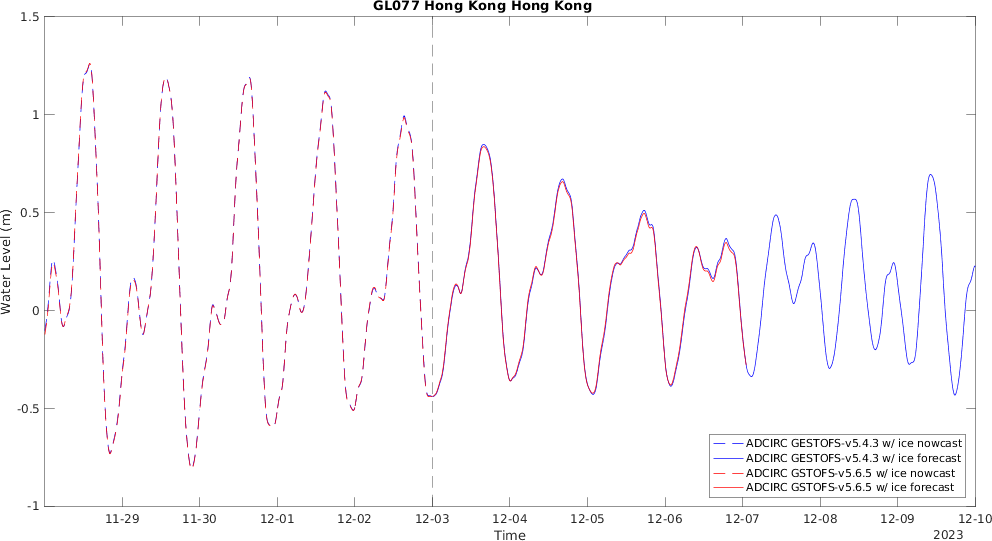 GL077 Hong Kong Hong Kong
1.5
1
0.5
0
-0.5
-1
Water Level (m)
ADCIRC GESTOFS-v5.4.3 w/ ice nowcast
ADCIRC GESTOFS-v5.4.3 w/ ice forecast
ADCIRC GSTOFS-v5.6.5 w/ ice nowcast
ADCIRC GSTOFS-v5.6.5 w/ ice forecast
11-29 11-30 12-01 12-02 12-03 12-04 12-05 12-06 12-07 12-08 12-09 12-10
Time
2023